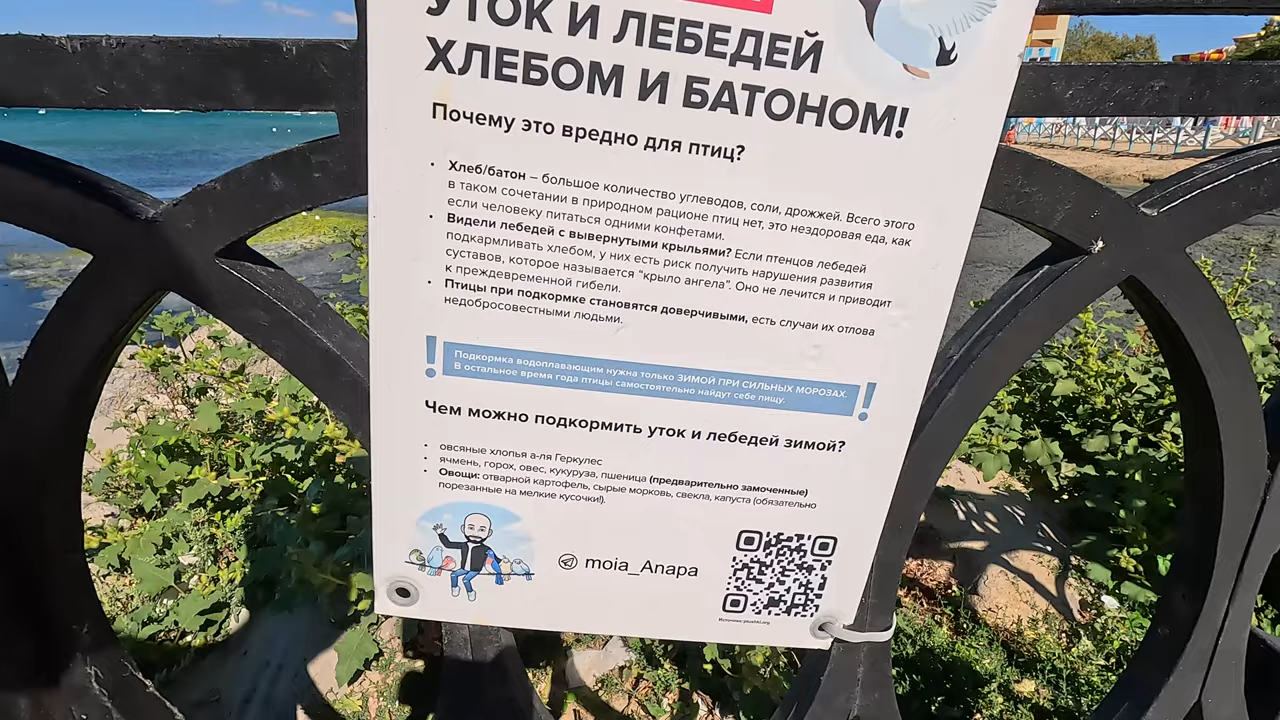 УТОК И ЛЕБЕДЕЙ
ХЛЕБОМ И БАТОНОМ!
Почему это вредно для птиц?
• Хлеб/батон – большое количество углеводов, соли, дрожжей. Всего этого
в таком сочетании в природном рационе птиц нет, это нездоровая еда, как
если человеку питаться одними конфетами.
• Видели лебедей с вывернутыми крыльями? Если птенцов лебедей
подкармливать хлебом, у них есть риск получить нарушения развития
суставов, которое называется “крыло ангела”. Оно не лечится и приводит
к преждевременной гибели.
• Птицы при подкормке становятся доверчивыми, есть случаи их отлова
недобросовестными людьми.
! Подкормка водоплавающим нужна только ЗИМОЙ ПРИ СИЛЬНЫХ МОРОЗАХ. !
В остальное время года птицы самостоятельно найдут себе пищу.
Чем можно подкормить уток и лебедей зимой?
• овсяные хлопья а-ля Геркулес
• ячмень, горох, овес, кукуруза, пшеница (предварительно замоченные)
• Овощи: отварной картофель, сырые морковь, свекла, капуста (обязательно
порезанные на мелкие кусочки!).
moia_Anapa